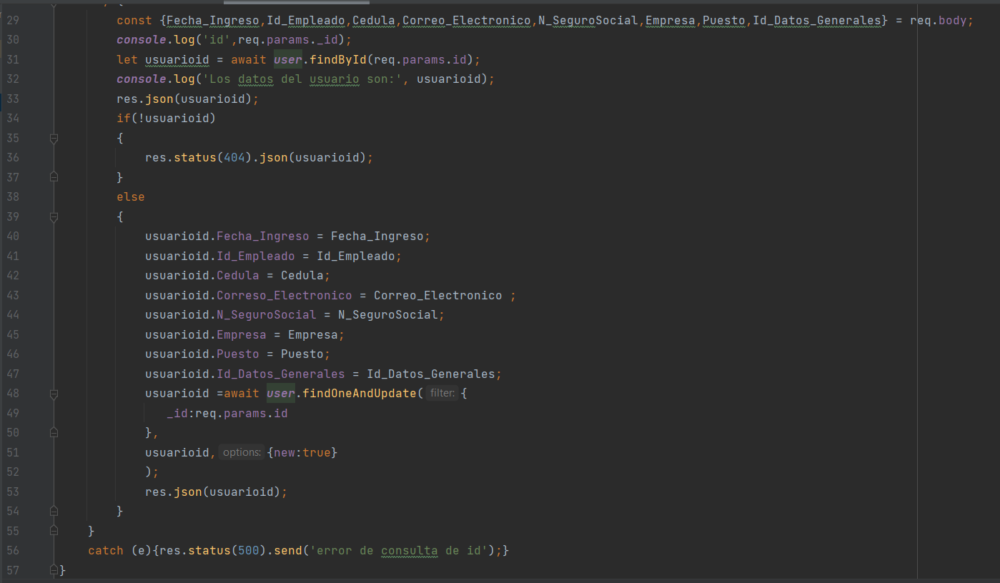 29 const {Fecha_Ingreso,Id_Empleado,Cedula,Correo_Electronico,N_SeguroSocial,Empresa,Puesto,Id_Datos_Generales} = req.body;
30 console.log('id',req.params._id);
31 let usuarioid = await user.findById(req.params.id);
32 console.log('Los datos del usuario son:', usuarioid);
33 res.json(usuarioid);
34 if(!usuarioid)
35 {
36 res.status(404).json(usuarioid);
37 }
38 else
39 {
40 usuarioid.Fecha_Ingreso = Fecha_Ingreso;
41 usuarioid.Id_Empleado = Id_Empleado;
42 usuarioid.Cedula = Cedula;
43 usuarioid.Correso_Electronico = Correo_Electronico ;
44 usuarioid.N_SeguroSocial = N_SeguroSocial;
45 usuarioid.Empresa = Empresa;
46 usuarioid.Puesto = Puesto;
47 usuarioid.Id_Datos_Generales = Id_Datos_Generales;
48 usuarioid =await user.findOneAndUpdate( filter: {
49 _id:req.params.id
50 },
51 usuarioid, options: {new:true}
52 );
53 res.json(usuarioid);
54 }
55 }
56 catch (e){res.status(500).send('error de consulta de id');}
57 }